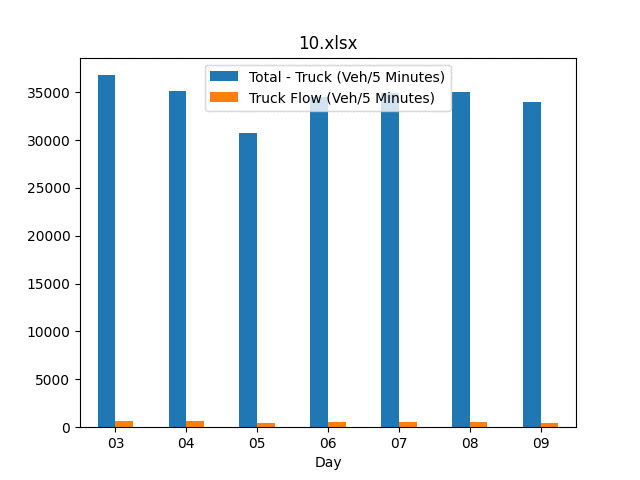 10.xlsx
Total - Truck (Veh/5 Minutes)
Truck Flow (Veh/5 Minutes)
35000
30000
25000
20000
15000
10000
5000
0
03 04 05 06 07 08 09
Day